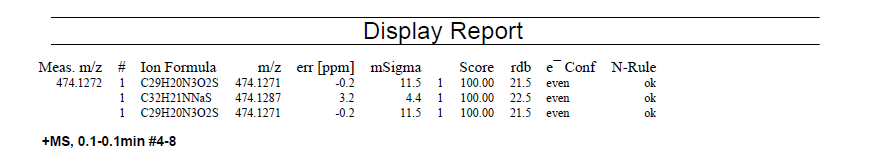 Display Report
Meas. m/z # Ion Formula m/z err [ppm] mSigma Score rdb e⁻ Conf N-Rule
474.1272 1 C29H20N3O2S 474.1271 -0.2 11.5 1 100.00 21.5 even ok
1 C32H21NNaS 474.1287 3.2 4.4 1 100.00 22.5 even ok
1 C29H20N3O2S 474.1271 -0.2 11.5 1 100.00 21.5 even ok
+MS, 0.1-0.1min #4-8